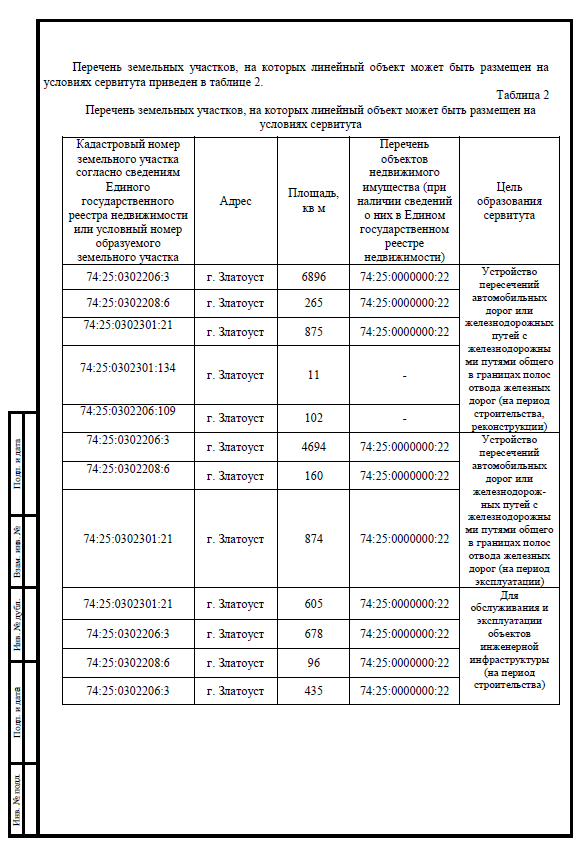 Перечень земельных участков, на которых линейный объект может быть размещен на
условиях сервитута приведен в таблице 2.
Таблица 2
Перечень земельных участков, на которых линейный объект может быть размещен на
условиях сервитута
Кадастровый номер
земельного участка
согласно сведениям
Единого
государственного
реестра недвижимости
или условный номер
образуемого
земельного участка
Адрес
Площадь,
кв м
Перечень
объектов
недвижимого
имущества (при
наличии сведений
о них в Едином
государственном
реестре
недвижимости)
Цель
образования
сервитута
74:25:0302206:3 г. Златоуст 6896 74:25:0000000:22
74:25:0302208:6 г. Златоуст 265 74:25:0000000:22
74:25:0302301:21 г. Златоуст 875 74:25:0000000:22
74:25:0302301:134 г. Златоуст 11 -
74:25:0302206:109 г. Златоуст 102 -
Устройство
пересечений
автомобильных
дорог или
железнодорожных
путей с
железнодорожны
ми путями общего
в границах полос
отвода железных
дорог (на период
строительства,
реконструкции)
74:25:0302206:3 г. Златоуст 4694 74:25:0000000:22
74:25:0302208:6 г. Златоуст 160 74:25:0000000:22
74:25:0302301:21 г. Златоуст 874 74:25:0000000:22
Устройство
пересечений
автомобильных
дорог или
железнодорож-
ных путей с
железнодорожны
ми путями общего
в границах полос
отвода железных
дорог (на период
эксплуатации)
74:25:0302301:21 г. Златоуст 605 74:25:0000000:22
74:25:0302206:3 г. Златоуст 678 74:25:0000000:22
74:25:0302208:6 г. Златоуст 96 74:25:0000000:22
74:25:0302206:3 г. Златоуст 435 74:25:0000000:22
Для
обслуживания и
эксплуатации
объектов
инженерной
инфраструктуры
(на период
строительства)
Подп. и дата
Взам. инв. №
Инв. № дубл.
Подп. и дата
Инв. № подл.